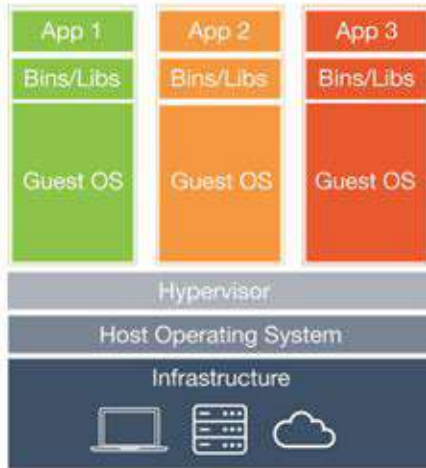 App 1 App 2 App 3
Bins/Libs Bins/Libs Bins/Libs
Guest OS Guest OS Guest OS
Hypervisor
Host Operating System
Infrastructure